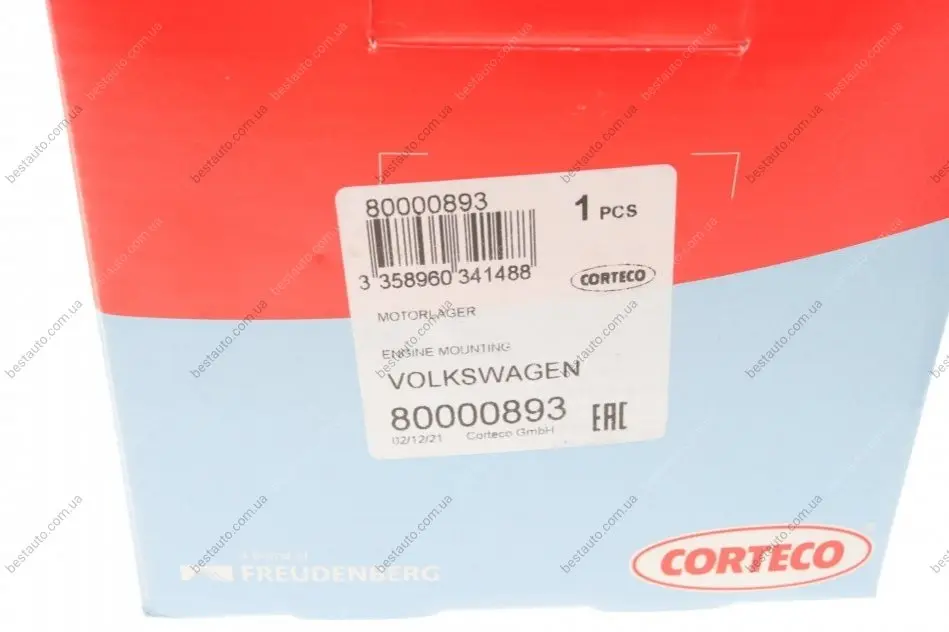 80000893
1 PCS
3 358960 341488
CORTECO
MOTORLAGER
ENGINE MOUNTING
VOLKSWAGEN
80000893
EAC
02/12/21 Corteco GmbH
FREUDENBERG
CORTECO
bestauto.com.ua